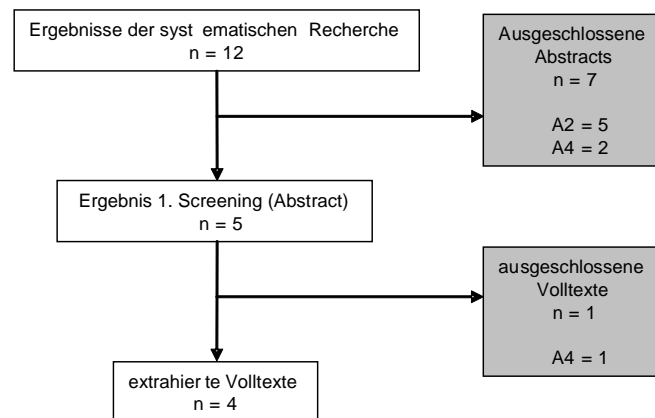 Ergebnisse der syst ematischen Recherche
n = 12
Ausgeschlossene
Abstracts
n = 7
A2 = 5
A4 = 2
Ergebnis 1. Screening (Abstract)
n = 5
ausgeschlossene
Volltexte
n = 1
A4 = 1
extrahier te Volltexte
n = 4